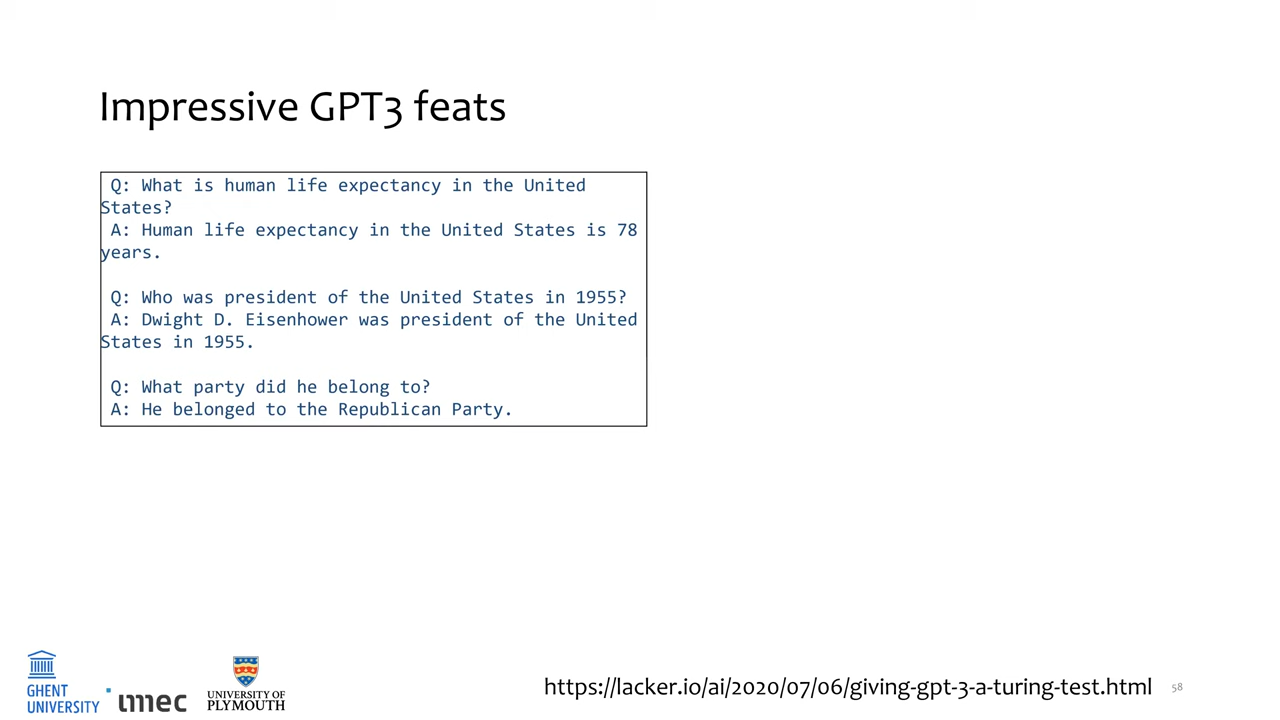 Impressive GPT3 feats
Q: What is human life expectancy in the United
States?
A: Human life expectancy in the United States is 78
years.
Q: Who was president of the United States in 1955?
A: Dwight D. Eisenhower was president of the United
States in 1955.
Q: What party did he belong to?
A: He belonged to the Republican Party.
GHENT
UNIVERSITY
imec
UNIVERSITY OF
PLYMOUTH
https://lacker.io/ai/2020/07/06/giving-gpt-3-a-turing-test.html
58